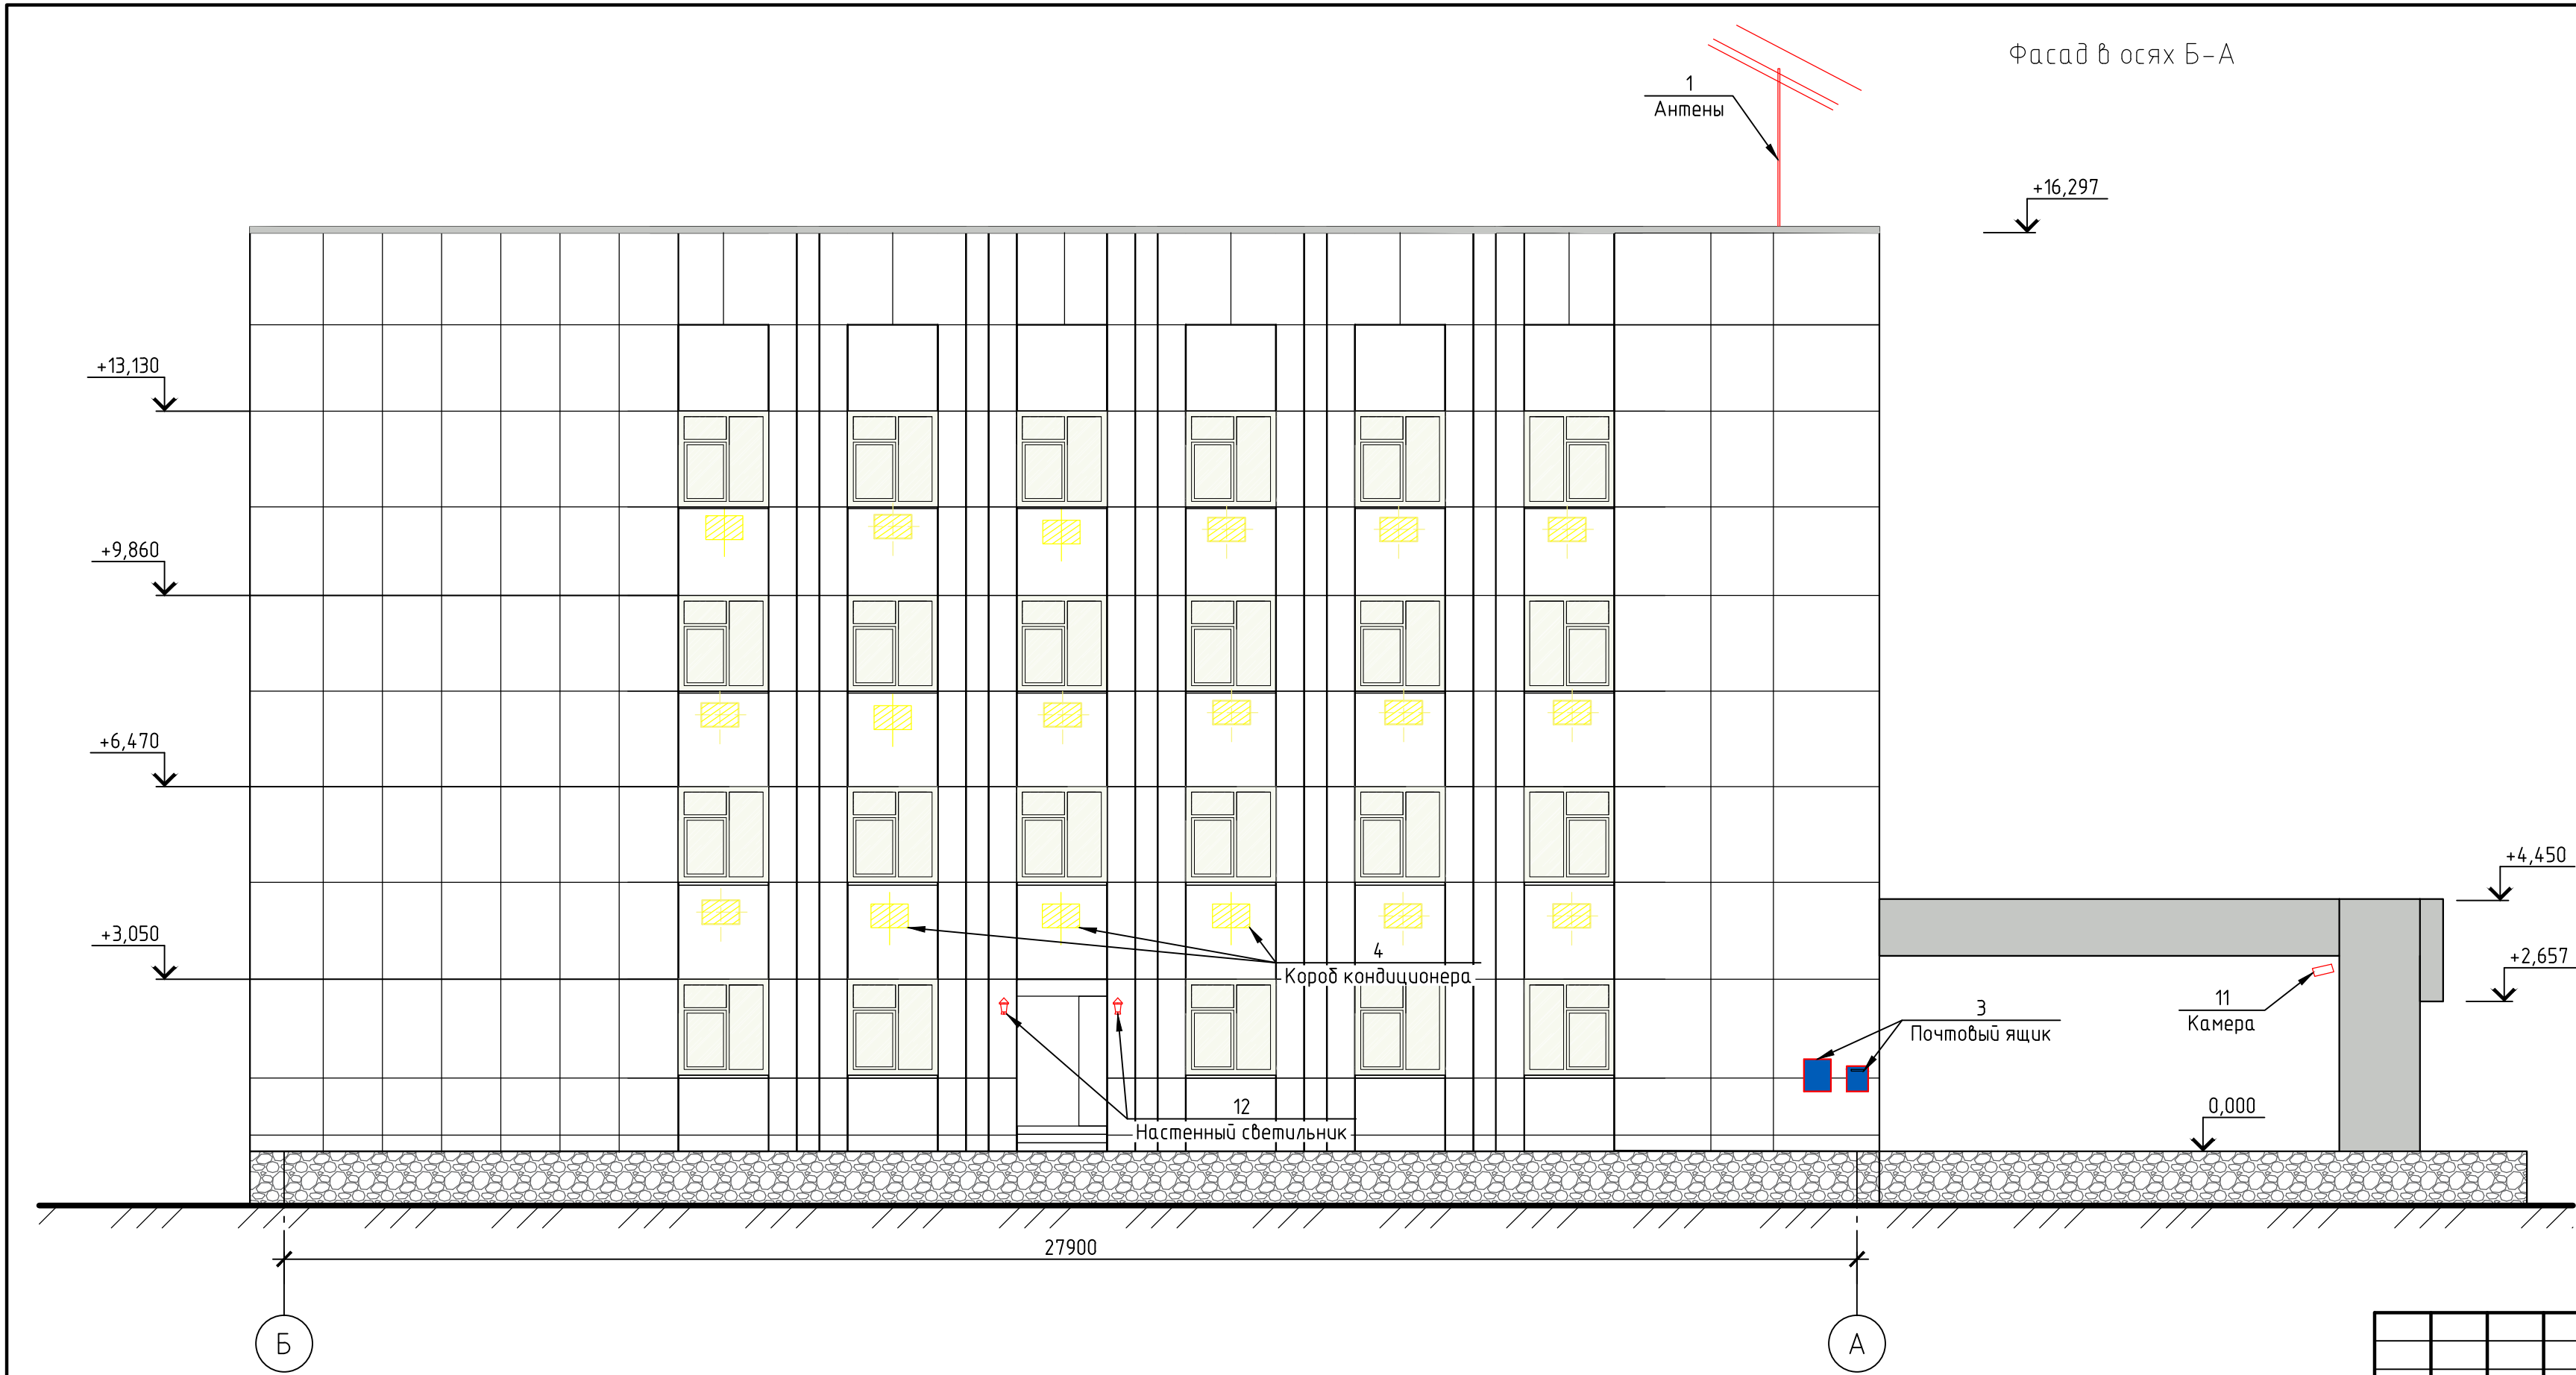 Фасад в осях Б-А
1
Антены
+16,297
+13,130
+9,860
+6,470
+3,050
+4,450
+2,657
4
Короб кондиционера
3
Почтовый ящик
11
Камера
12
Настенный светильник
0,000
27900
Б
А